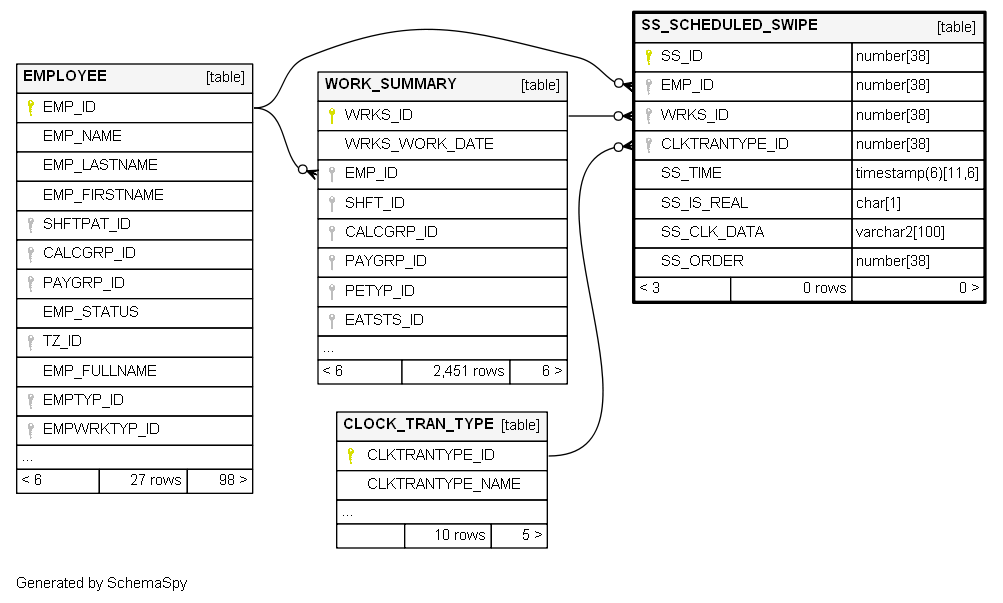 EMPLOYEE [table]
EMP_ID
EMP_NAME
EMP_LASTNAME
EMP_FIRSTNAME
SHFTPAT_ID
CALCGRP_ID
PAYGRP_ID
EMP_STATUS
TZ_ID
EMP_FULLNAME
EMPTYP_ID
EMPWRKTYP_ID
...
< 6 27 rows 98 >
WORK_SUMMARY [table]
WRKS_ID
WRKS_WORK_DATE
EMP_ID
SHFT_ID
CALCGRP_ID
PAYGRP_ID
PETYP_ID
EATSTS_ID
...
< 6 2,451 rows 6 >
CLOCK_TRAN_TYPE [table]
CLKTRANTYPE_ID
CLKTRANTYPE_NAME
...
10 rows 5 >
SS_SCHEDULED_SWIPE [table]
SS_ID number[38]
EMP_ID number[38]
WRKS_ID number[38]
CLKTRANTYPE_ID number[38]
SS_TIME timestamp(6)[11,6]
SS_IS_REAL char[1]
SS_CLK_DATA varchar2[100]
SS_ORDER number[38]
< 3 0 rows 0 >
Generated by SchemaSpy